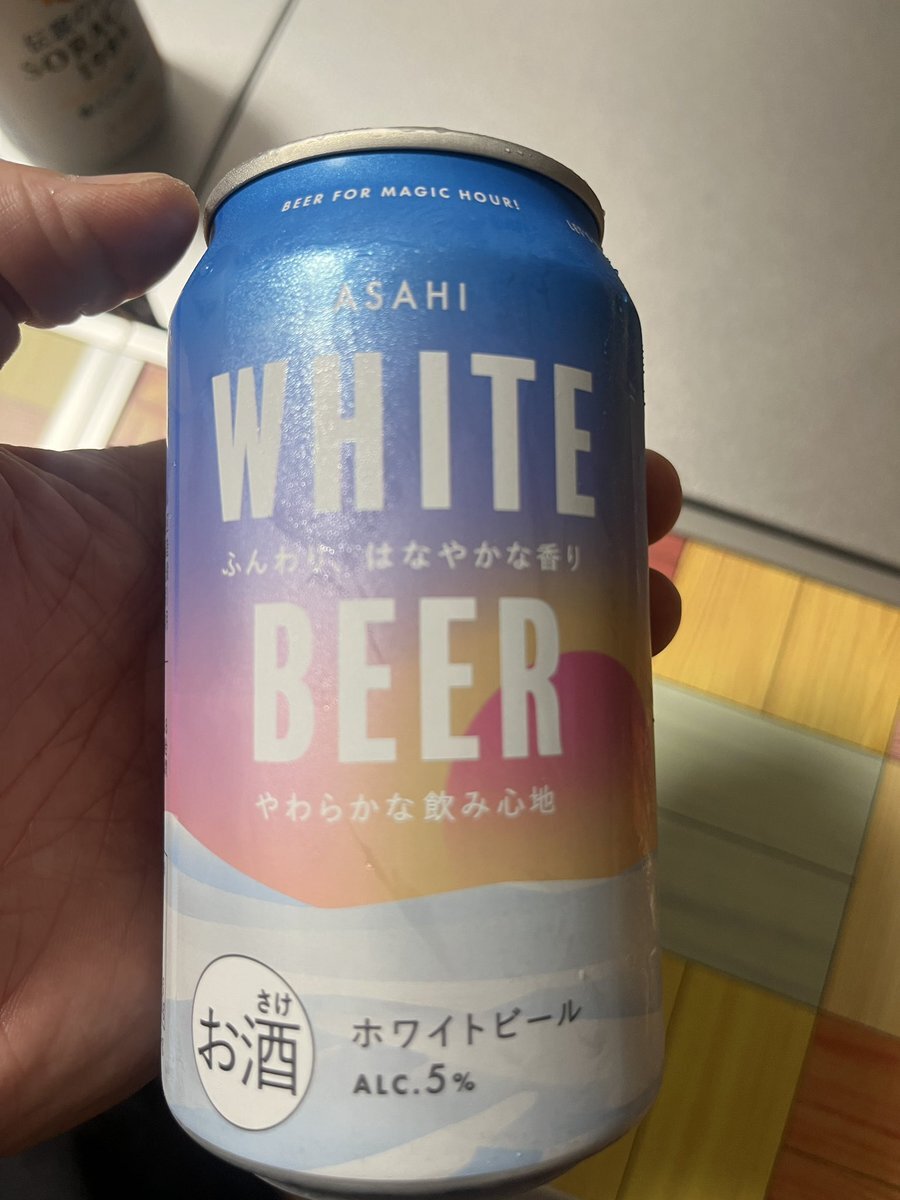 BEER FOR MAGIC HOUR!
ASAHI
WHITE
ふんわり、はなやかな香り
BEER
やわらかな飲み心地
さけ
お酒
ホワイトビール
ALC.5%